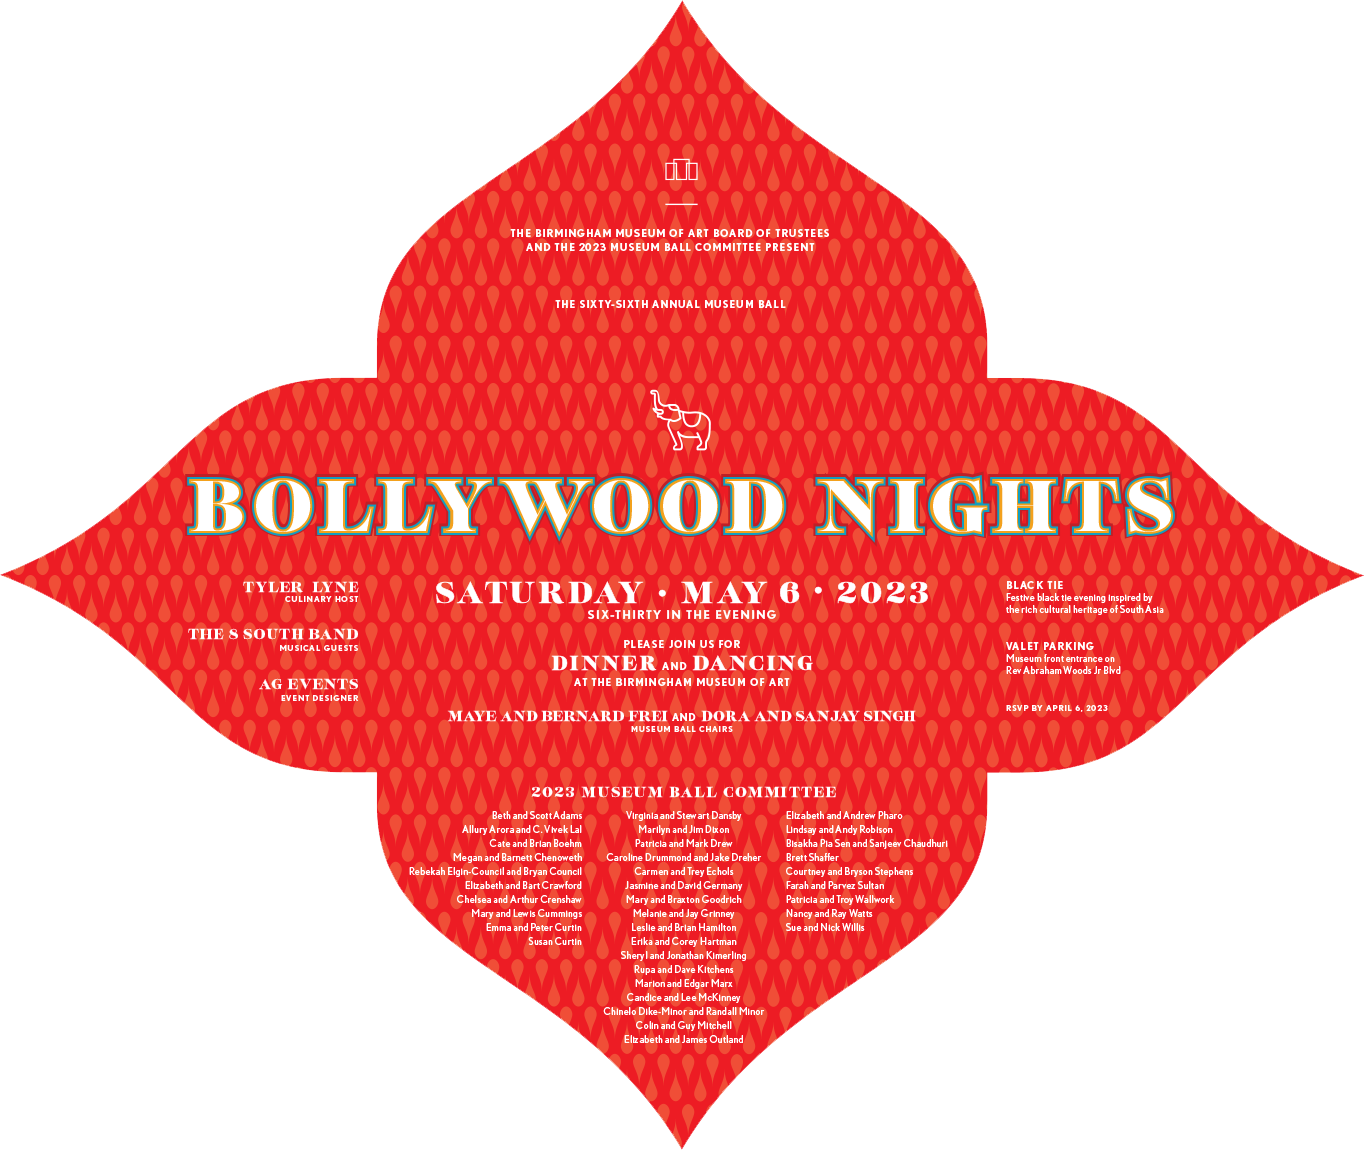 THE BIRMINGHAM MUSEUM OF ART BOARD OF TRUSTEES
AND THE 2023 MUSEUM BALL COMMITTEE PRESENT
THE SIXTY-SIXTH ANNUAL MUSEUM BALL
BOLLYWOOD NIGHTS
TYLER LYNE
CULINARY HOST
THE 8 SOUTH BAND
MUSICAL GUESTS
AG EVENTS
EVENT DESIGNER
SATURDAY · MAY 6 · 2023
SIX-THIRTY IN THE EVENING
PLEASE JOIN US FOR
DINNER AND DANCING
AT THE BIRMINGHAM MUSEUM OF ART
MAYE AND BERNARD FREI AND DORA AND SANJAY SINGH
MUSEUM BALL CHAIRS
BLACK TIE
Festive black tie evening inspired by
the rich cultural heritage of South Asia
VALET PARKING
Museum front entrance on
Rev Abraham Woods Jr Blvd
RSVP BY APRIL 6, 2023
2023 MUSEUM BALL COMMITTEE
Beth and Scott Adams
Allury Arora and C. Vivek Lal
Cate and Brian Boehm
Megan and Barnett Chenoweth
Rebekah Elgin-Council and Bryan Council
Elizabeth and Bart Crawford
Chelsea and Arthur Crenshaw
Mary and Lewis Cummings
Emma and Peter Curtin
Susan Curtin
Virginia and Stewart Dansby
Marilyn and Jim Dixon
Patricia and Mark Drew
Caroline Drummond and Jake Dreher
Carmen and Trey Echols
Jasmine and David Germany
Mary and Braxton Goodrich
Melanie and Jay Grinney
Leslie and Brian Hamilton
Erika and Corey Hartman
Sheryl and Jonathan Kimerling
Rupa and Dave Kitchens
Marion and Edgar Marx
Candice and Lee McKinney
Chinelo Dike-Minor and Randall Minor
Colin and Guy Mitchell
Elizabeth and James Outland
Elizabeth and Andrew Pharo
Lindsay and Andy Robison
Bisakha Pia Sen and Sanjeev Chaudhuri
Brett Shaffer
Courtney and Bryson Stephens
Farah and Parvez Sultan
Patricia and Troy Wallwork
Nancy and Ray Watts
Sue and Nick Willis